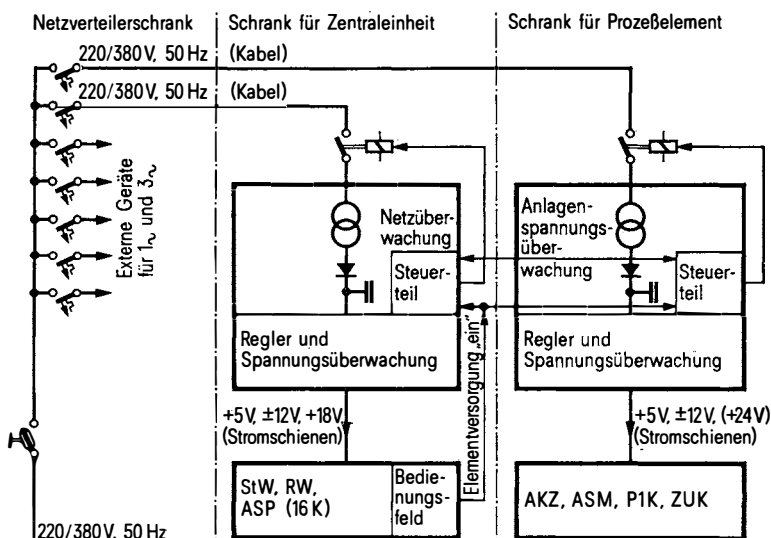 Netzverteilerschrank
Schrank für Zentraleinheit
Schrank für Prozeßelement
220/380V, 50 Hz
(Kabel)
220/380V, 50 Hz
(Kabel)
Externe Geräte
für 1~ und 3~
Netzüber-
wachung
Steuer-
teil
Regler und
Spannungsüberwachung
Anlagen-
spannungs-
über-
wachung
Steuer-
teil
Regler und
Spannungsüberwachung
+5V, ±12V, +18V
(Stromschienen)
Elementversorgung „ein"
+5V, ±12V, (+24V)
(Stromschienen)
StW, RW,
ASP (16K)
Bedie-
nungs-
feld
AKZ, ASM, P1K, ZUK
220/380V, 50 Hz